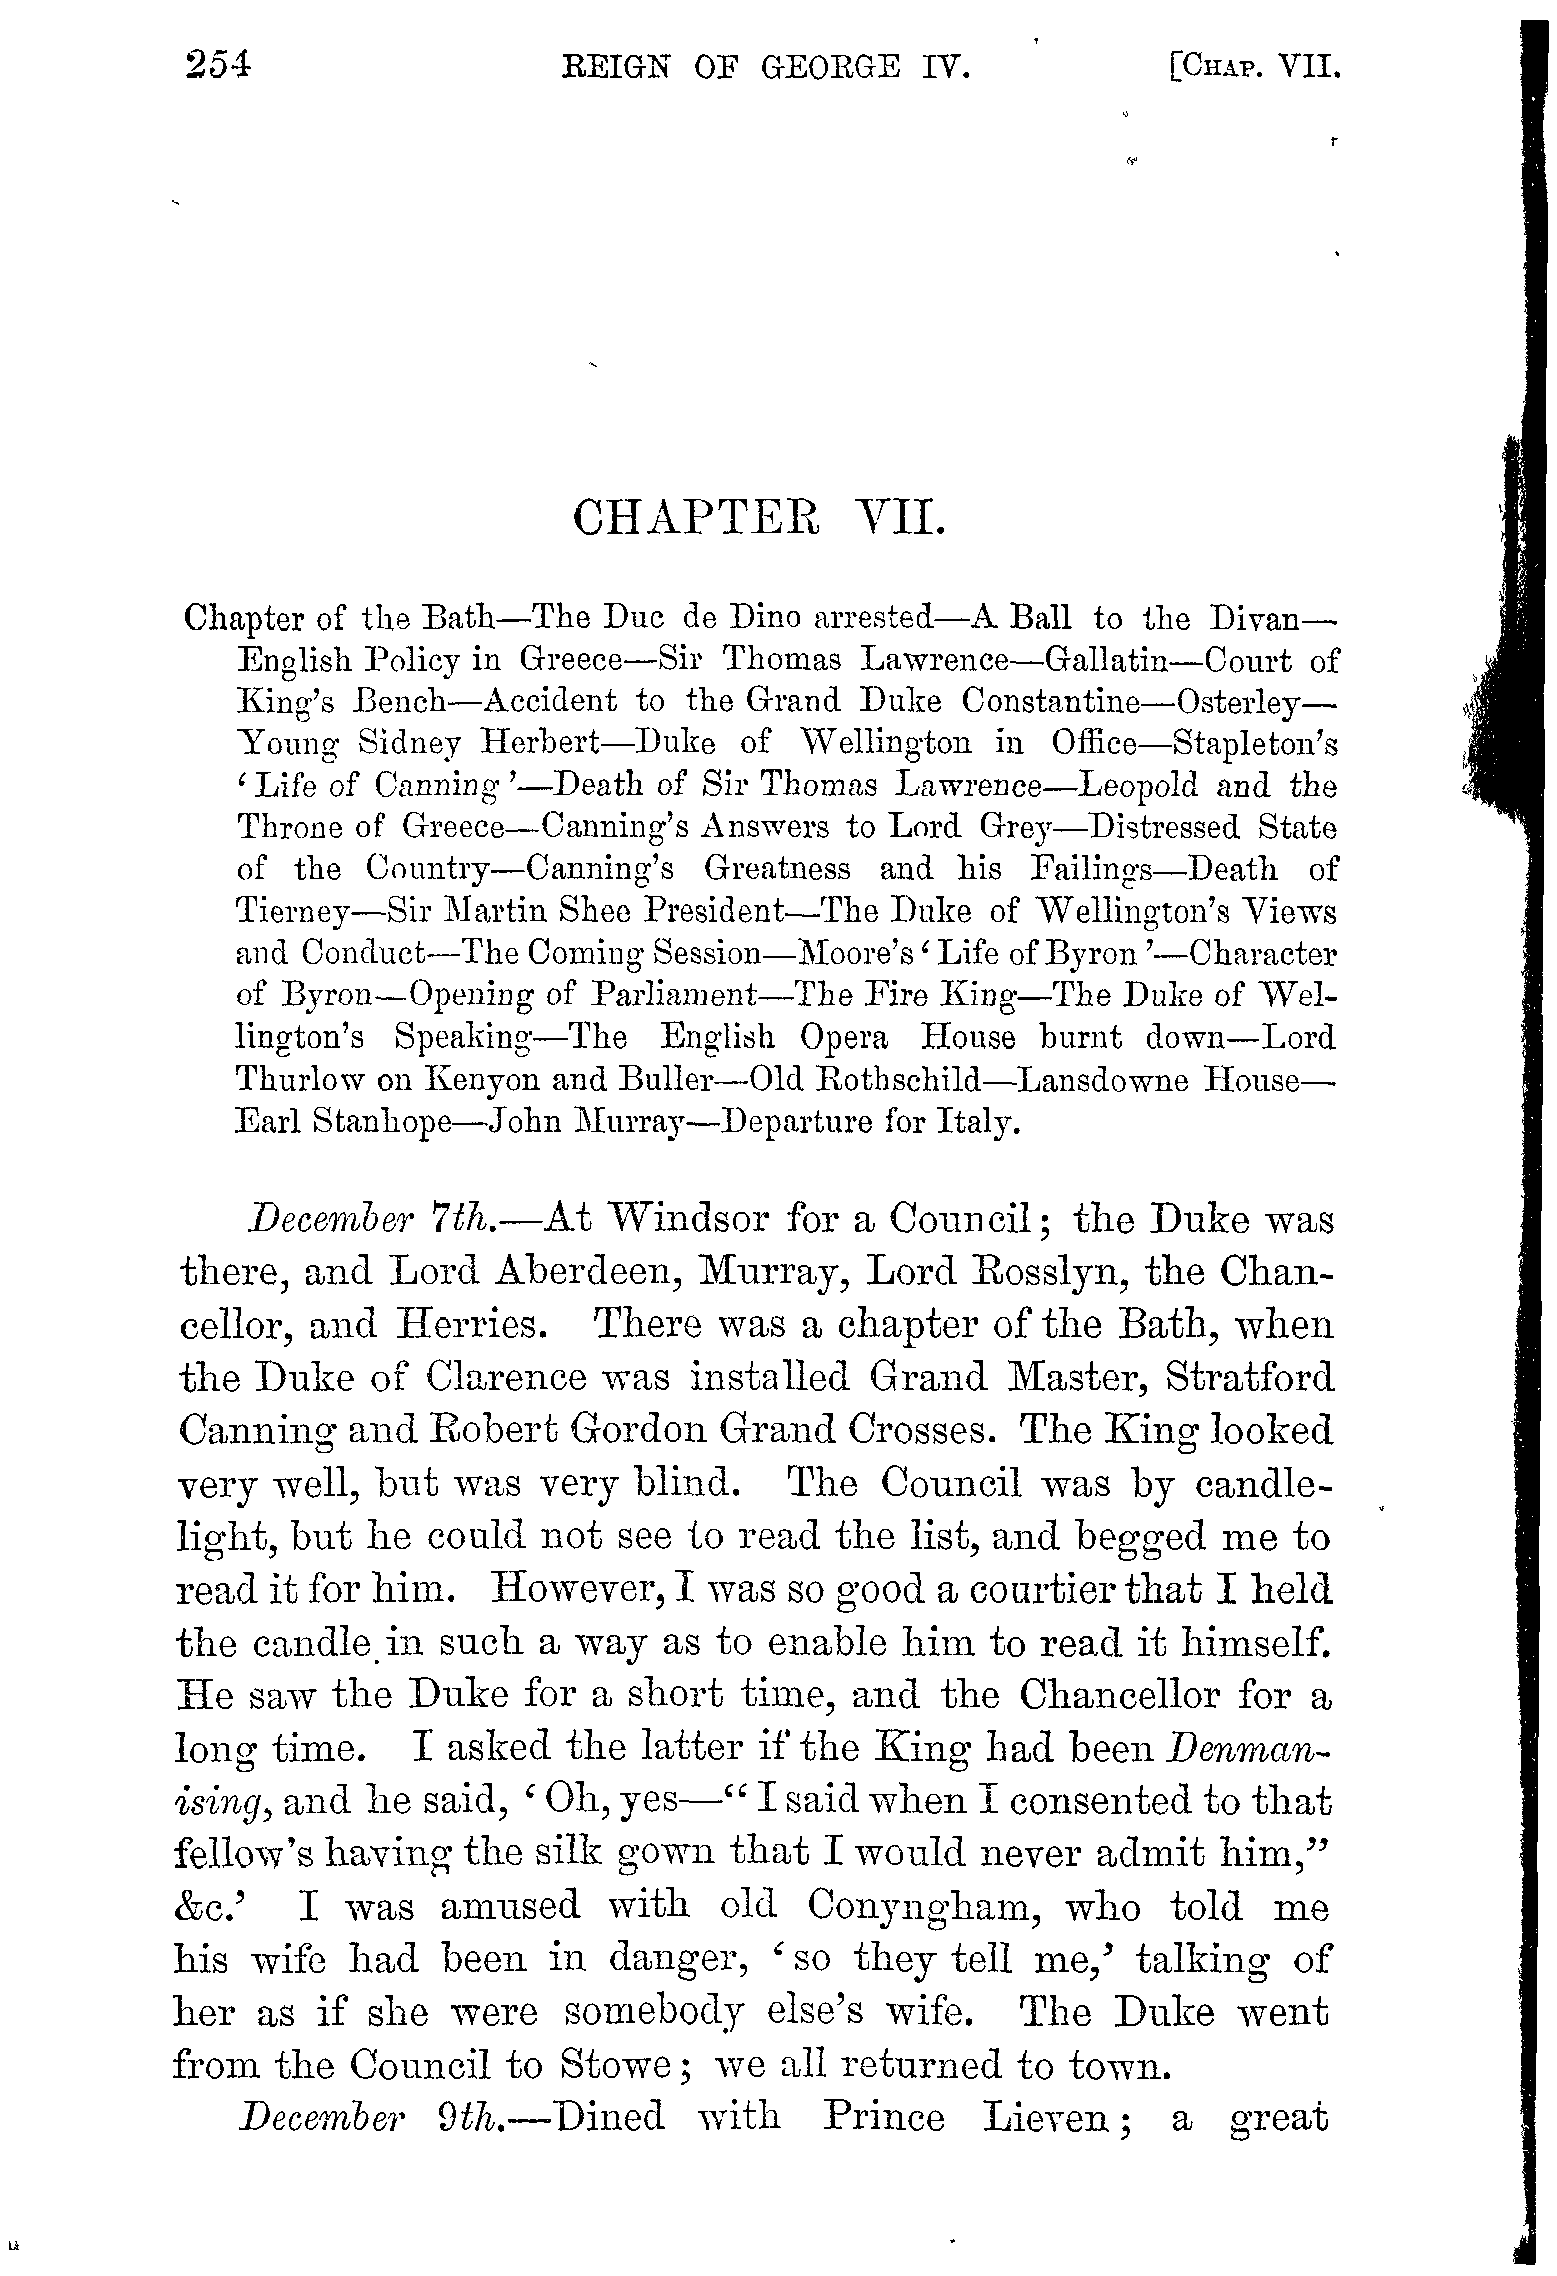 254 REIGN OF GEORGE IV. [CHAP. VII.
CHAPTER VII.
Chapter of the Bath—The Duc de Dino arrested—A Ball to the Divan—
English Policy in Greece—Sir Thomas Lawrence—Gallatin—Court of
King's Bench—Accident to the Grand Duke Constantine—Osterley—
Young Sidney Herbert—Duke of Wellington in Office—Stapleton's
‘Life of Canning’—Death of Sir Thomas Lawrence—Leopold and the
Throne of Greece—Canning's Answers to Lord Grey—Distressed State
of the Country—Canning's Greatness and his Failings—Death of
Tierney—Sir Martin Shee President—The Duke of Wellington's Views
and Conduct—The Coming Session—Moore's ‘Life of Byron’—Character
of Byron—Opening of Parliament—The Fire King—The Duke of Wel-
lington's Speaking—The English Opera House burnt down—Lord
Thurlow on Kenyon and Buller—Old Rothschild—Lansdowne House—
Earl Stanhope—John Murray—Departure for Italy.
December 7th.—At Windsor for a Council; the Duke was
there, and Lord Aberdeen, Murray, Lord Rosslyn, the Chan-
cellor, and Herries. There was a chapter of the Bath, when
the Duke of Clarence was installed Grand Master, Stratford
Canning and Robert Gordon Grand Crosses. The King looked
very well, but was very blind. The Council was by candle-
light, but he could not see to read the list, and begged me to
read it for him. However, I was so good a courtier that I held
the candle in such a way as to enable him to read it himself.
He saw the Duke for a short time, and the Chancellor for a
long time. I asked the latter if the King had been Denman-
ising, and he said, ‘Oh, yes—“I said when I consented to that
fellow's having the silk gown that I would never admit him,”
&c.’ I was amused with old Conyngham, who told me
his wife had been in danger, ‘so they tell me,’ talking of
her as if she were somebody else's wife. The Duke went
from the Council to Stowe; we all returned to town.
December 9th.—Dined with Prince Lieven; a great